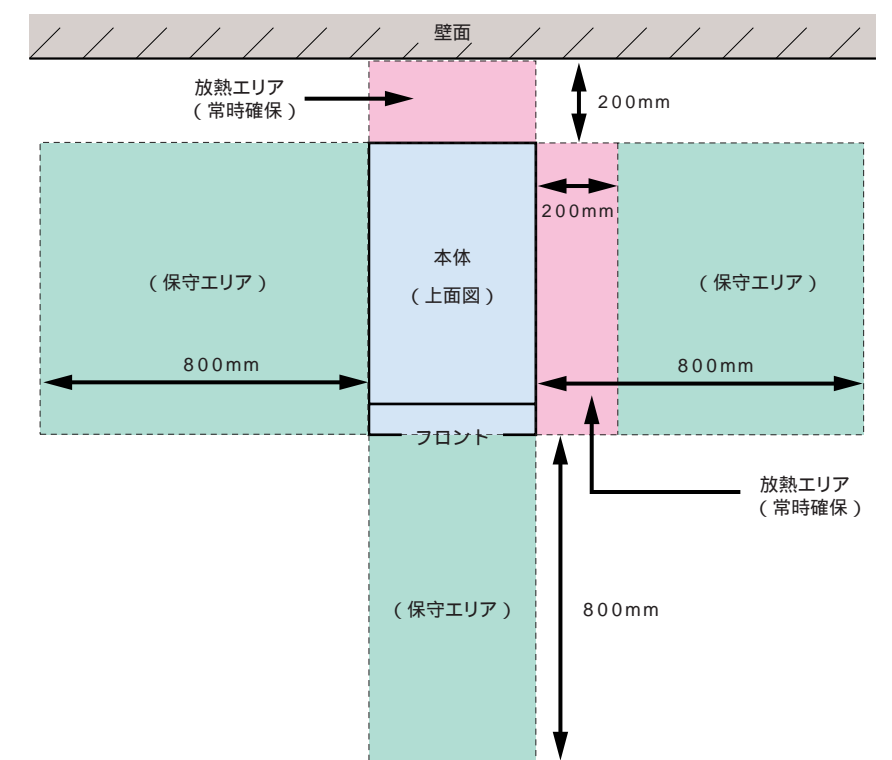 壁面
放熱エリア
(常時確保)
200mm
200mm
本体
(上面図)
(保守エリア)
(保守エリア)
800mm
800mm
フロント
放熱エリア
(常時確保)
(保守エリア)
800mm